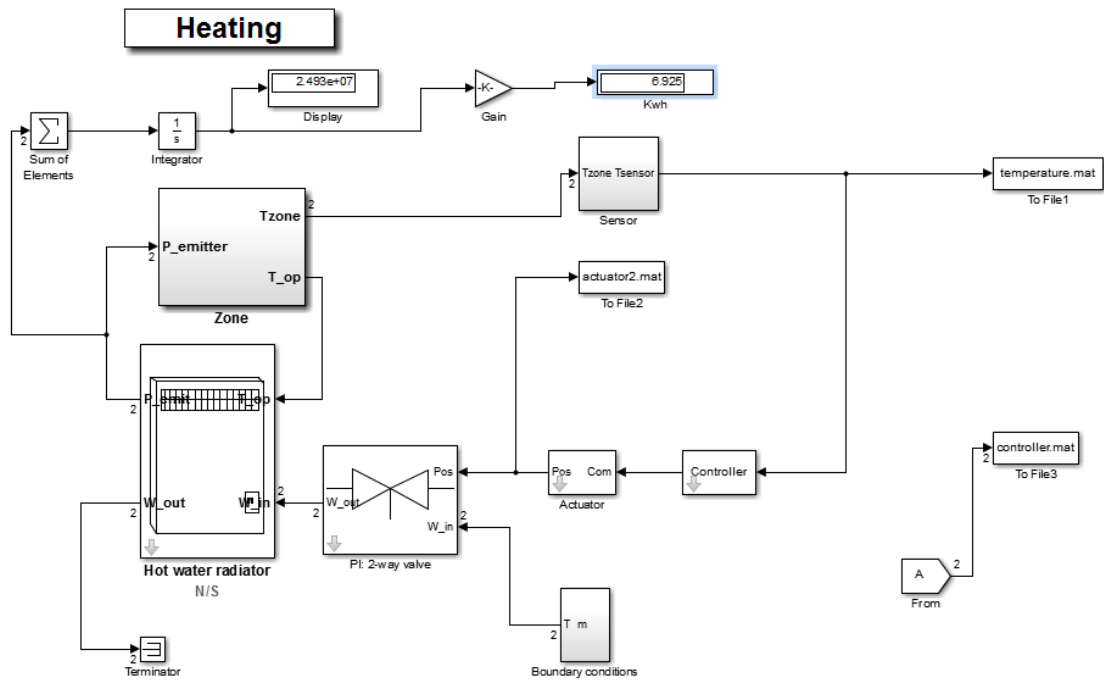 Heating
2.493e+07
Display
-K-
Gain
6.925
Kwh
2
Sum of
Elements
1
s
Integrator
Tzone
2
P_emitter
2
T_op
Zone
2
Tzone Tsensor
Sensor
temperature.mat
To File1
actuator2.mat
To File2
P_emit
T_op
2
W_out
W_in
2
2
Hot water radiator
N/S
Pos
W_out
2
W_in
2
PI: 2-way valve
Pos Com
Actuator
Controller
2
controller.mat
To File3
A
2
From
T m
2
Boundary conditions
2
Terminator